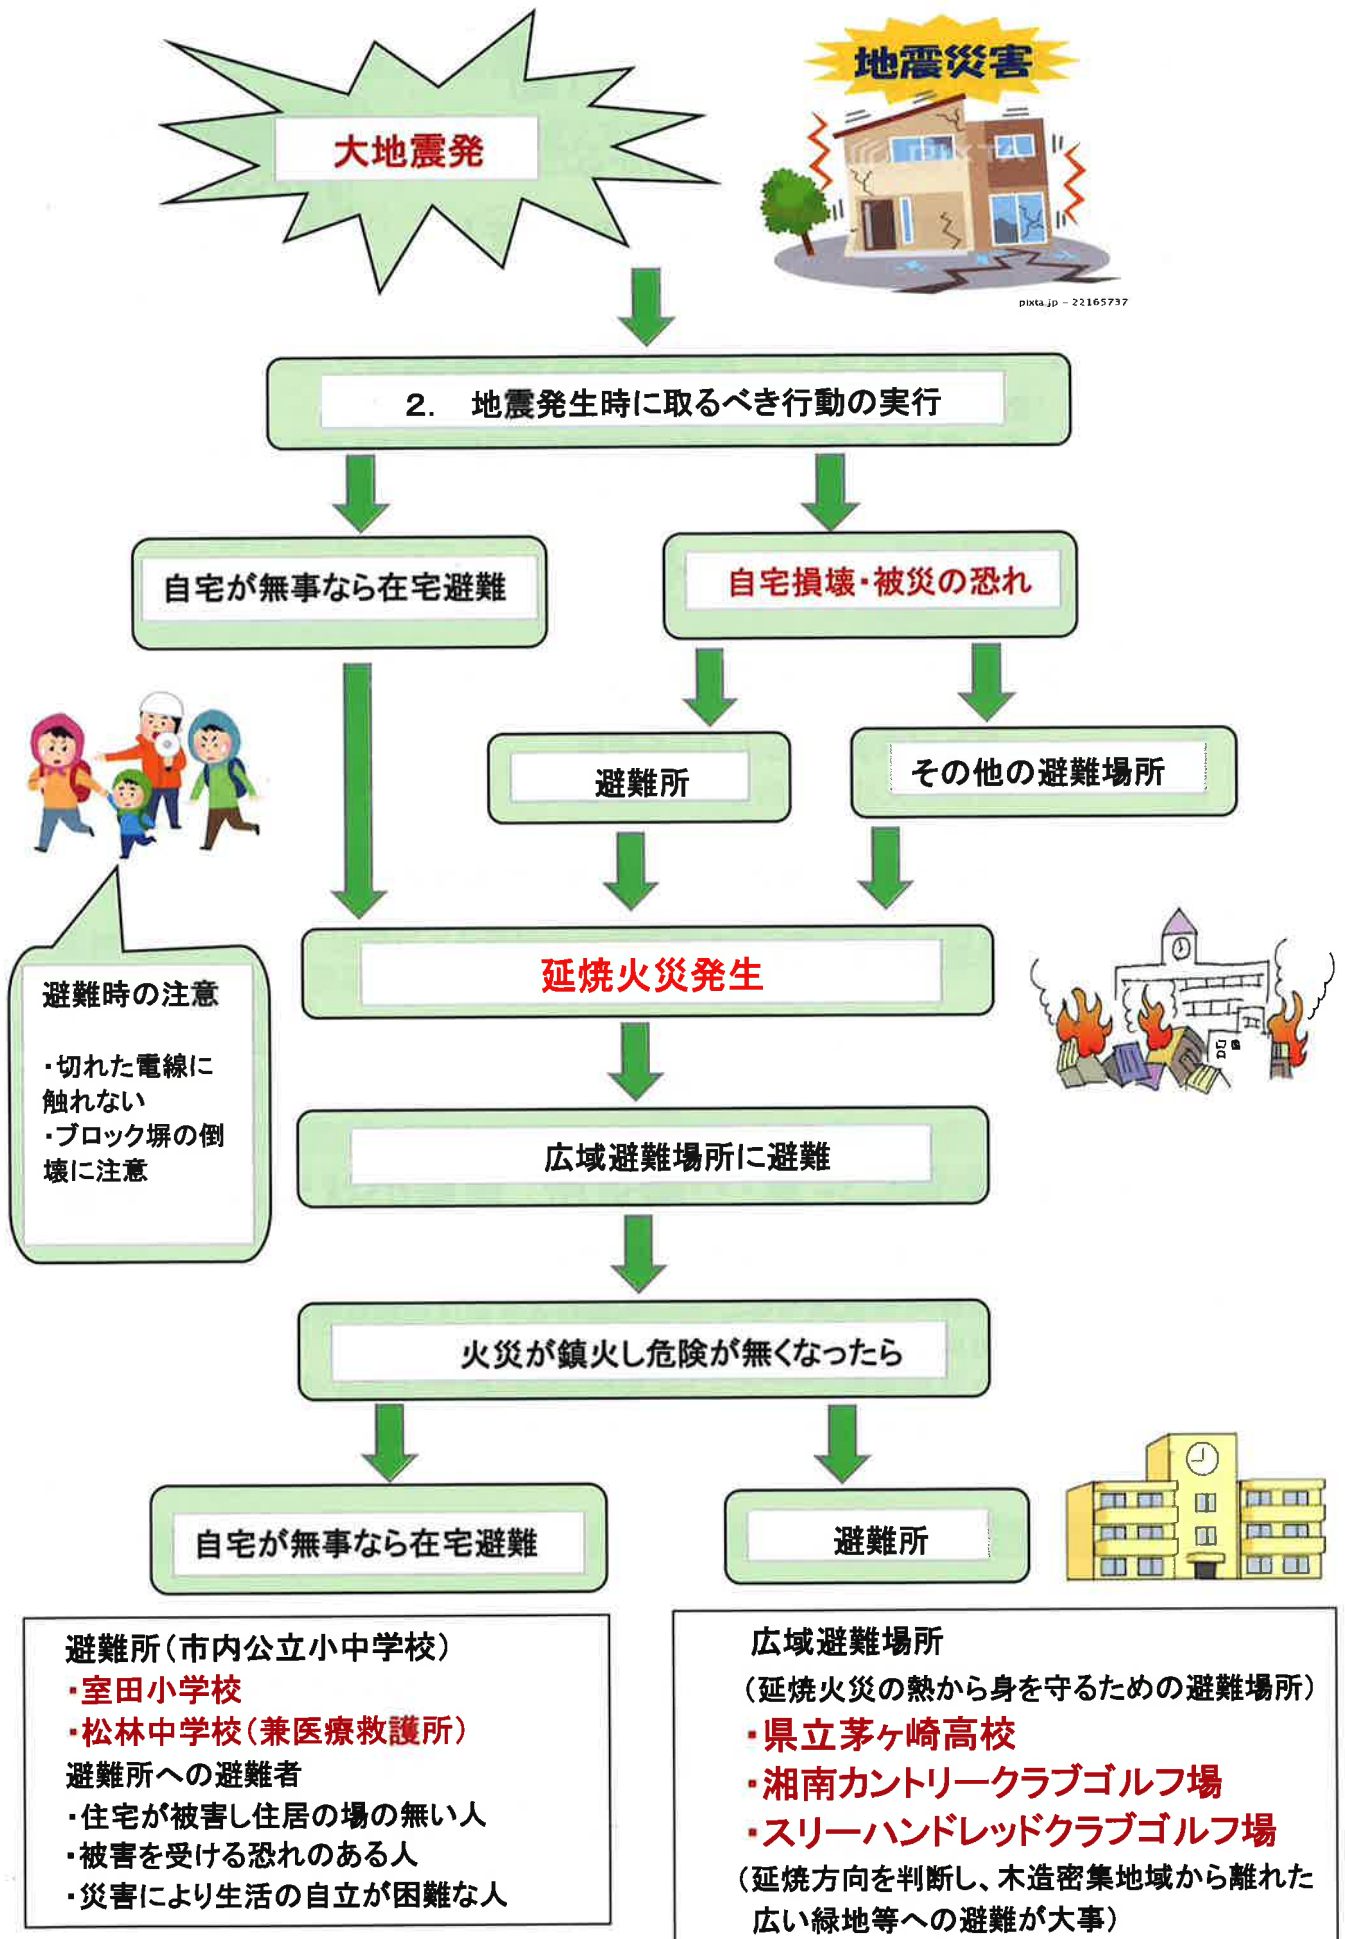 地震災害
大地震発
pixta.jp - 22165737
2. 地震発生時に取るべき行動の実行
自宅が無事なら在宅避難
自宅損壊・被災の恐れ
避難所
その他の避難場所
延焼火災発生
避難時の注意
・切れた電線に
触れない
・ブロック塀の倒
壊に注意
広域避難場所に避難
火災が鎮火し危険が無くなったら
自宅が無事なら在宅避難
避難所
避難所（市内公立小中学校）
・室田小学校
・松林中学校（兼医療救護所）
避難所への避難者
・住宅が被害し住居の場の無い人
・被害を受ける恐れのある人
・災害により生活の自立が困難な人
広域避難場所
（延焼火災の熱から身を守るための避難場所）
・県立茅ヶ崎高校
・湘南カントリークラブゴルフ場
・スリーハンドレッドクラブゴルフ場
（延焼方向を判断し、木造密集地域から離れた
広い緑地等への避難が大事）